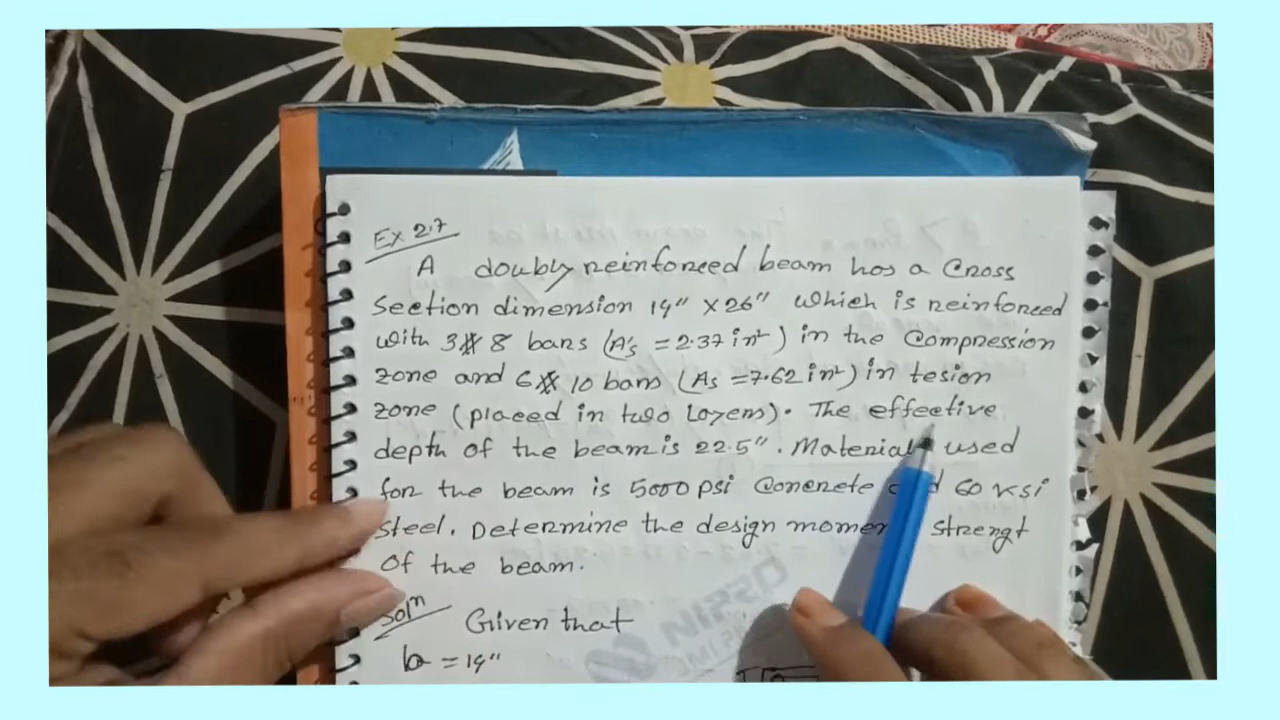 Ex 2.7
A doubly reinforced beam has a Cross
Section dimension 14" x 26" which is reinforced
with 3# 8 bars (A's = 2.37 in²) in the Compression
zone and 6# 10 bars (As = 7.62 in²) in tesion
zone (placed in two layers). The effective
depth of the beam is 22.5". Material used
for the beam is 5000 psi Concrete 60 ksi
Steel. Determine the design strengt
Of the beam.
Solⁿ Given that
b = 14"